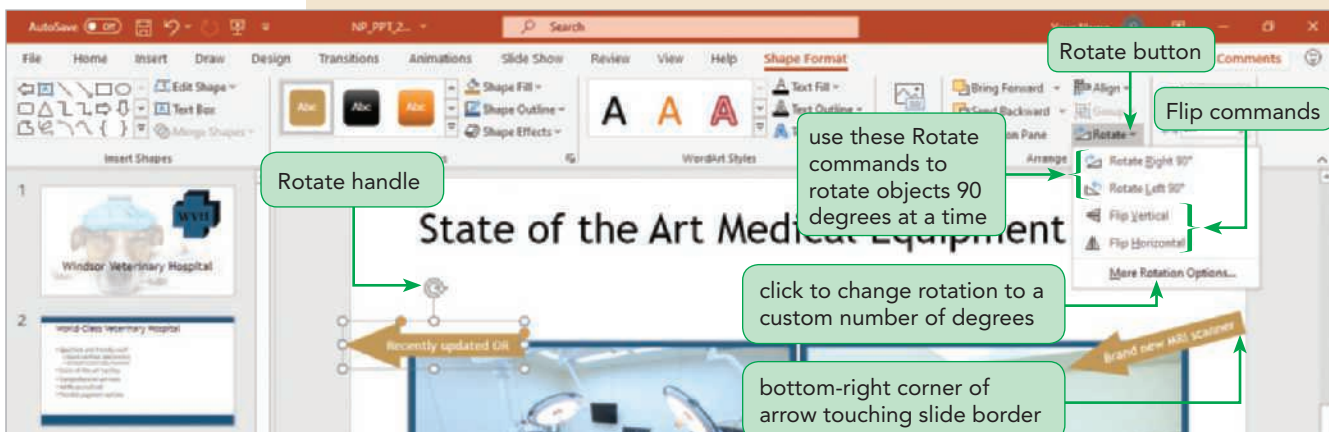 AutoSave Off NP_PPT_2... Search
File Home Insert Draw Design Transitions Animations Slide Show Review View Help Shape Format Comments
Rotate button
Edit Shape
Text Box
Merge Shapes
Insert Shapes
Abc Abc Abc
Shape Fill
Shape Outline
Shape Effects
A A A
Text Fill
Text Outline
WordArt Styles
Bring Forward
Send Backward
Pane
Arrange
Align
Group
Rotate
Flip commands
use these Rotate
commands to
rotate objects 90
degrees at a time
Rotate Right 90°
Rotate Left 90°
Flip Vertical
Flip Horizontal
More Rotation Options...
Rotate handle
1
WVH
Windsor Veterinary Hospital
2
World-Class Veterinary Hospital
State of the Art Medical Equipment
click to change rotation to a
custom number of degrees
Recently updated OR
Brand new MRI scanner
bottom-right corner of
arrow touching slide border